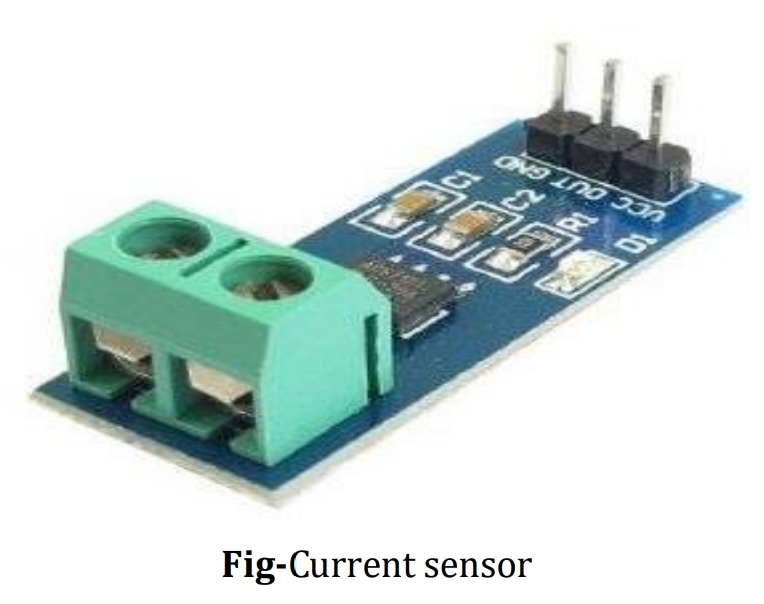 GND
OUT
VCC
C1
C2
R1
D1
Fig-Current sensor